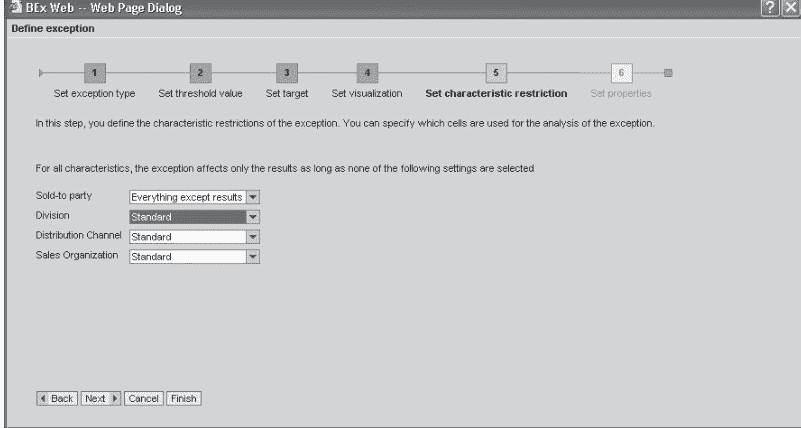 BEx Web -- Web Page Dialog
Define exception
1 2 3 4 5 6
Set exception type Set threshold value Set target Set visualization Set characteristic restriction Set properties
In this step, you define the characteristic restrictions of the exception. You can specify which cells are used for the analysis of the exception.
For all characteristics, the exception affects only the results as long as none of the following settings are selected
Sold-to party Everything except results
Division Standard
Distribution Channel Standard
Sales Organization Standard
Back Next Cancel Finish